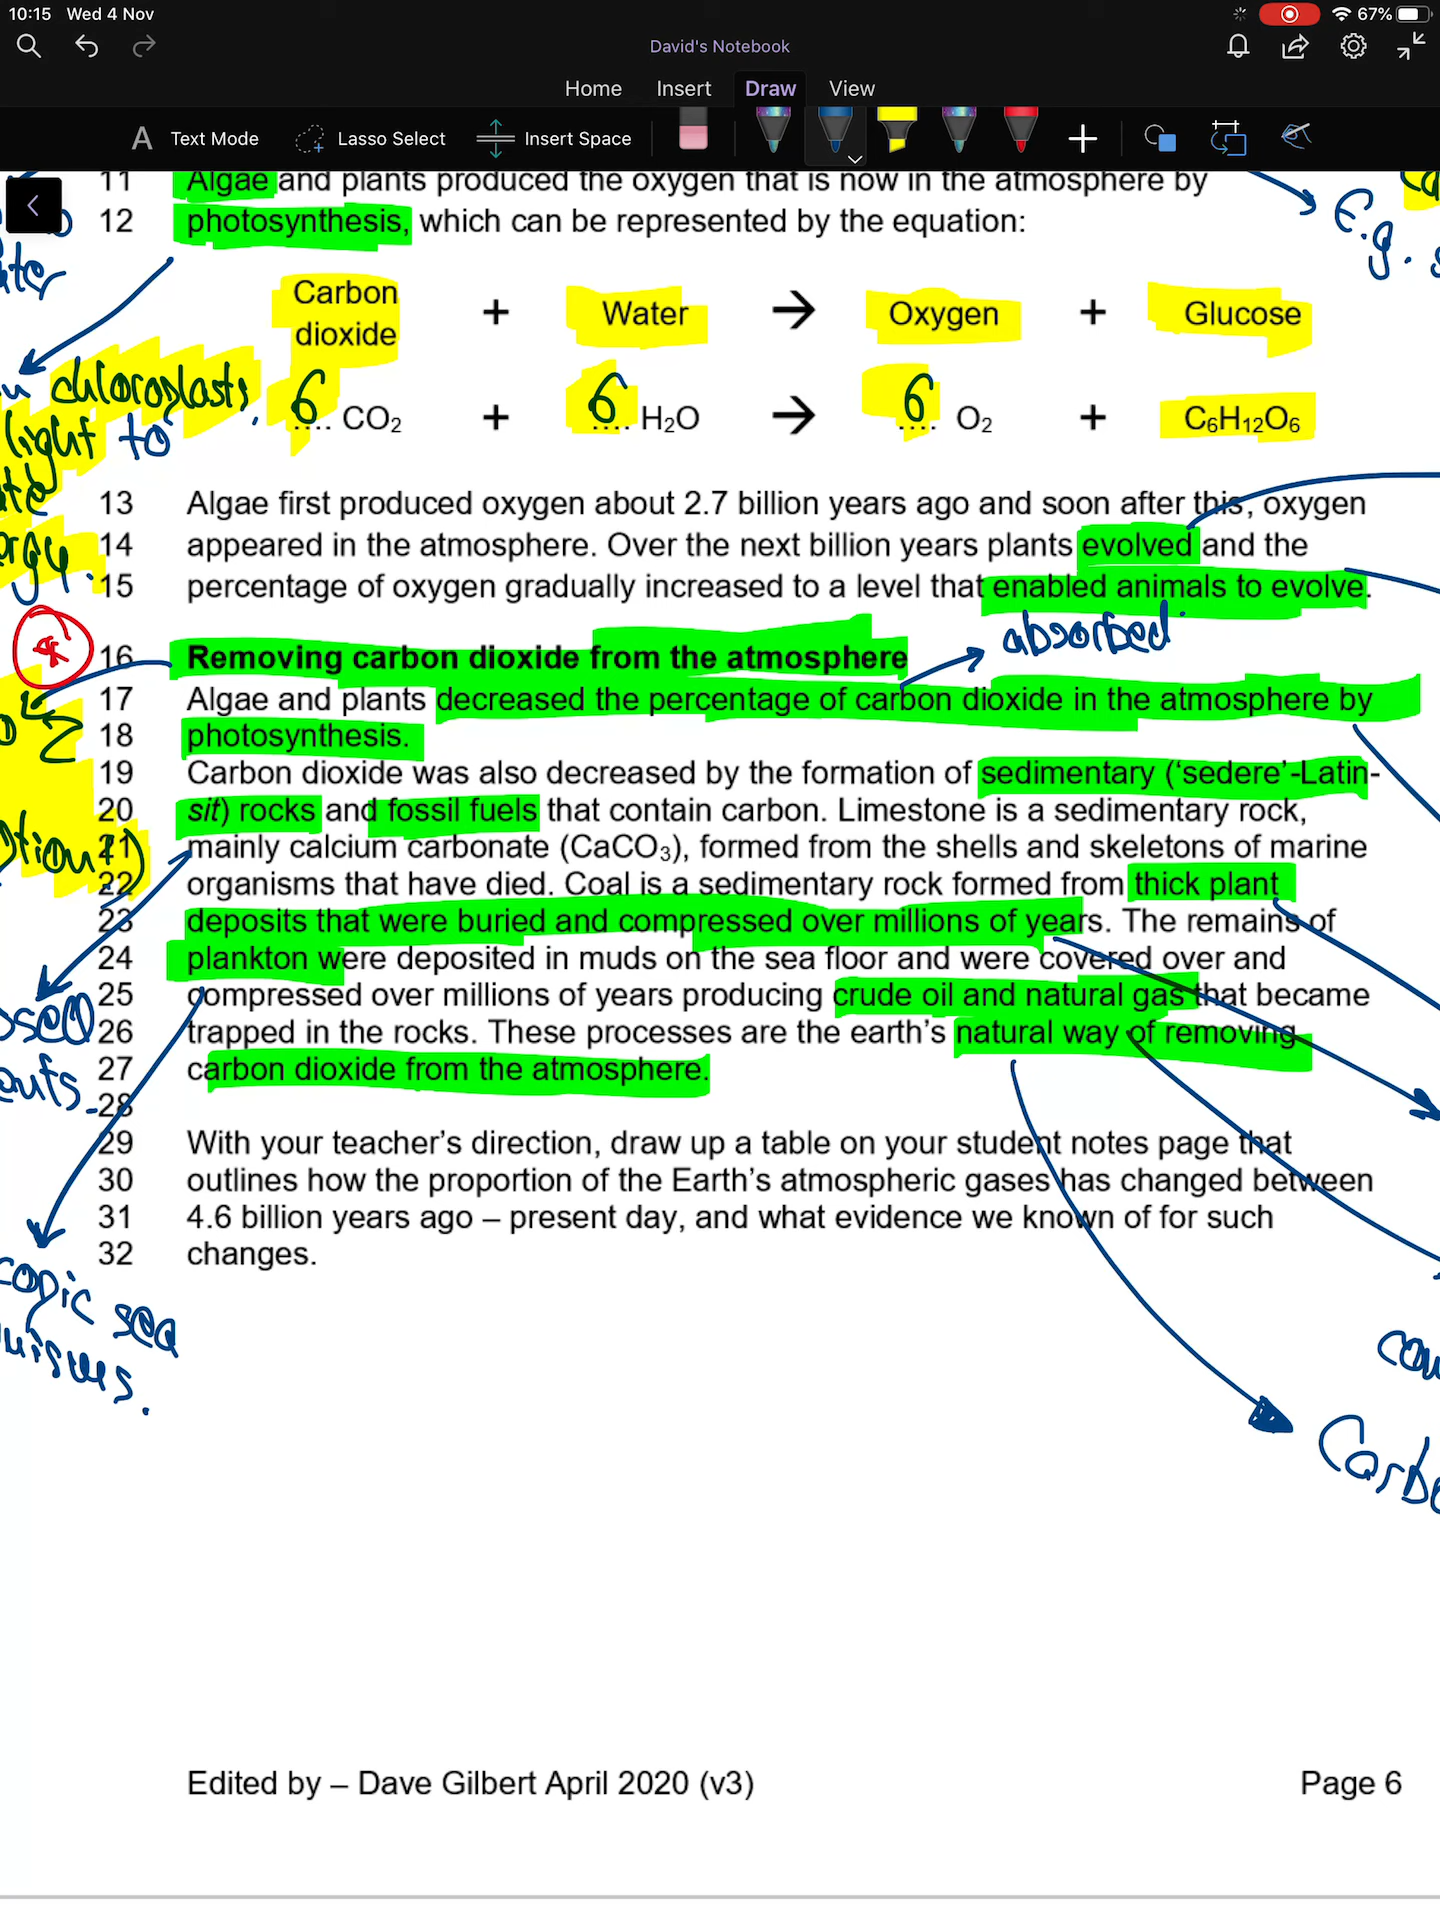 10:15 Wed 4 Nov
67%
David's Notebook
Home Insert Draw View
Text Mode Lasso Select Insert Space
11 Algae and plants produced the oxygen that is now in the atmosphere by
12 photosynthesis, which can be represented by the equation:
E.g.
Carbon dioxide + Water → Oxygen + Glucose
chloroplasts.
6 CO₂ + 6 H₂O → 6 O₂ + C₆H₁₂O₆
light to
13 Algae first produced oxygen about 2.7 billion years ago and soon after this, oxygen
14 appeared in the atmosphere. Over the next billion years plants evolved and the
15 percentage of oxygen gradually increased to a level that enabled animals to evolve.
absorbed.
16 Removing carbon dioxide from the atmosphere
17 Algae and plants decreased the percentage of carbon dioxide in the atmosphere by
18 photosynthesis.
19 Carbon dioxide was also decreased by the formation of sedimentary (‘sedere’-Latin-
20 sit) rocks and fossil fuels that contain carbon. Limestone is a sedimentary rock,
21 mainly calcium carbonate (CaCO₃), formed from the shells and skeletons of marine
22 organisms that have died. Coal is a sedimentary rock formed from thick plant
23 deposits that were buried and compressed over millions of years. The remains of
24 plankton were deposited in muds on the sea floor and were covered over and
25 compressed over millions of years producing crude oil and natural gas that became
26 trapped in the rocks. These processes are the earth’s natural way of removing
27 carbon dioxide from the atmosphere.
28
29 With your teacher’s direction, draw up a table on your student notes page that
30 outlines how the proportion of the Earth’s atmospheric gases has changed between
31 4.6 billion years ago – present day, and what evidence we known of for such
32 changes.
sea
Edited by – Dave Gilbert April 2020 (v3) Page 6